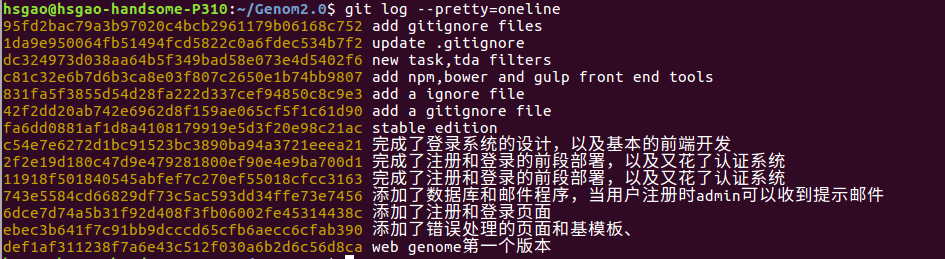 hsgao@hsgao-handsome-P310:~/Genom2.0$ git log --pretty=oneline
95fd2bac79a3b97020c4bcb2961179b06168c752 add gitignore files
1da9e950064fb51494fcd5822c0a6fdec534b7f2 update .gitignore
dc324973d038aa64b5f349bad58e073e4d5402f6 new task,tda filters
c81c32e6b7d6b3ca8e03f807c2650e1b74bb9807 add npm,bower and gulp front end tools
831fa5f3855d54d28fa222d337cef94850c8c9e3 add a ignore file
42f2dd20ab742e6962d8f159ae065cf5f1c61d90 add a gitignore file
fa6dd0881af1d8a4108179919e5d3f20e98c21ac stable edition
c54e7e6272d1bc91523bc3890ba94a3721eeea21 完成了登录系统的设计，以及基本的前端开发
2f2e19d180c47d9e479281800ef90e4e9ba700d1 完成了注册和登录的前段部署，以及又花了认证系统
11918f501840545abfef7c270ef55018cfcc3163 完成了注册和登录的前段部署，以及又花了认证系统
743e5584cd66829df73c5ac593dd34ffe73e7456 添加了数据库和邮件程序，当用户注册时admin可以收到提示邮件
6dce7d74a5b31f92d408f3fb06002fe45314438c 添加了注册和登录页面
ebec3b641f7c91bb9dcccd65cfb6aecc6cfab390 添加了错误处理的页面和基模板、
def1af311238f7a6e43c512f030a6b2d6c56d8ca web genome第一个版本